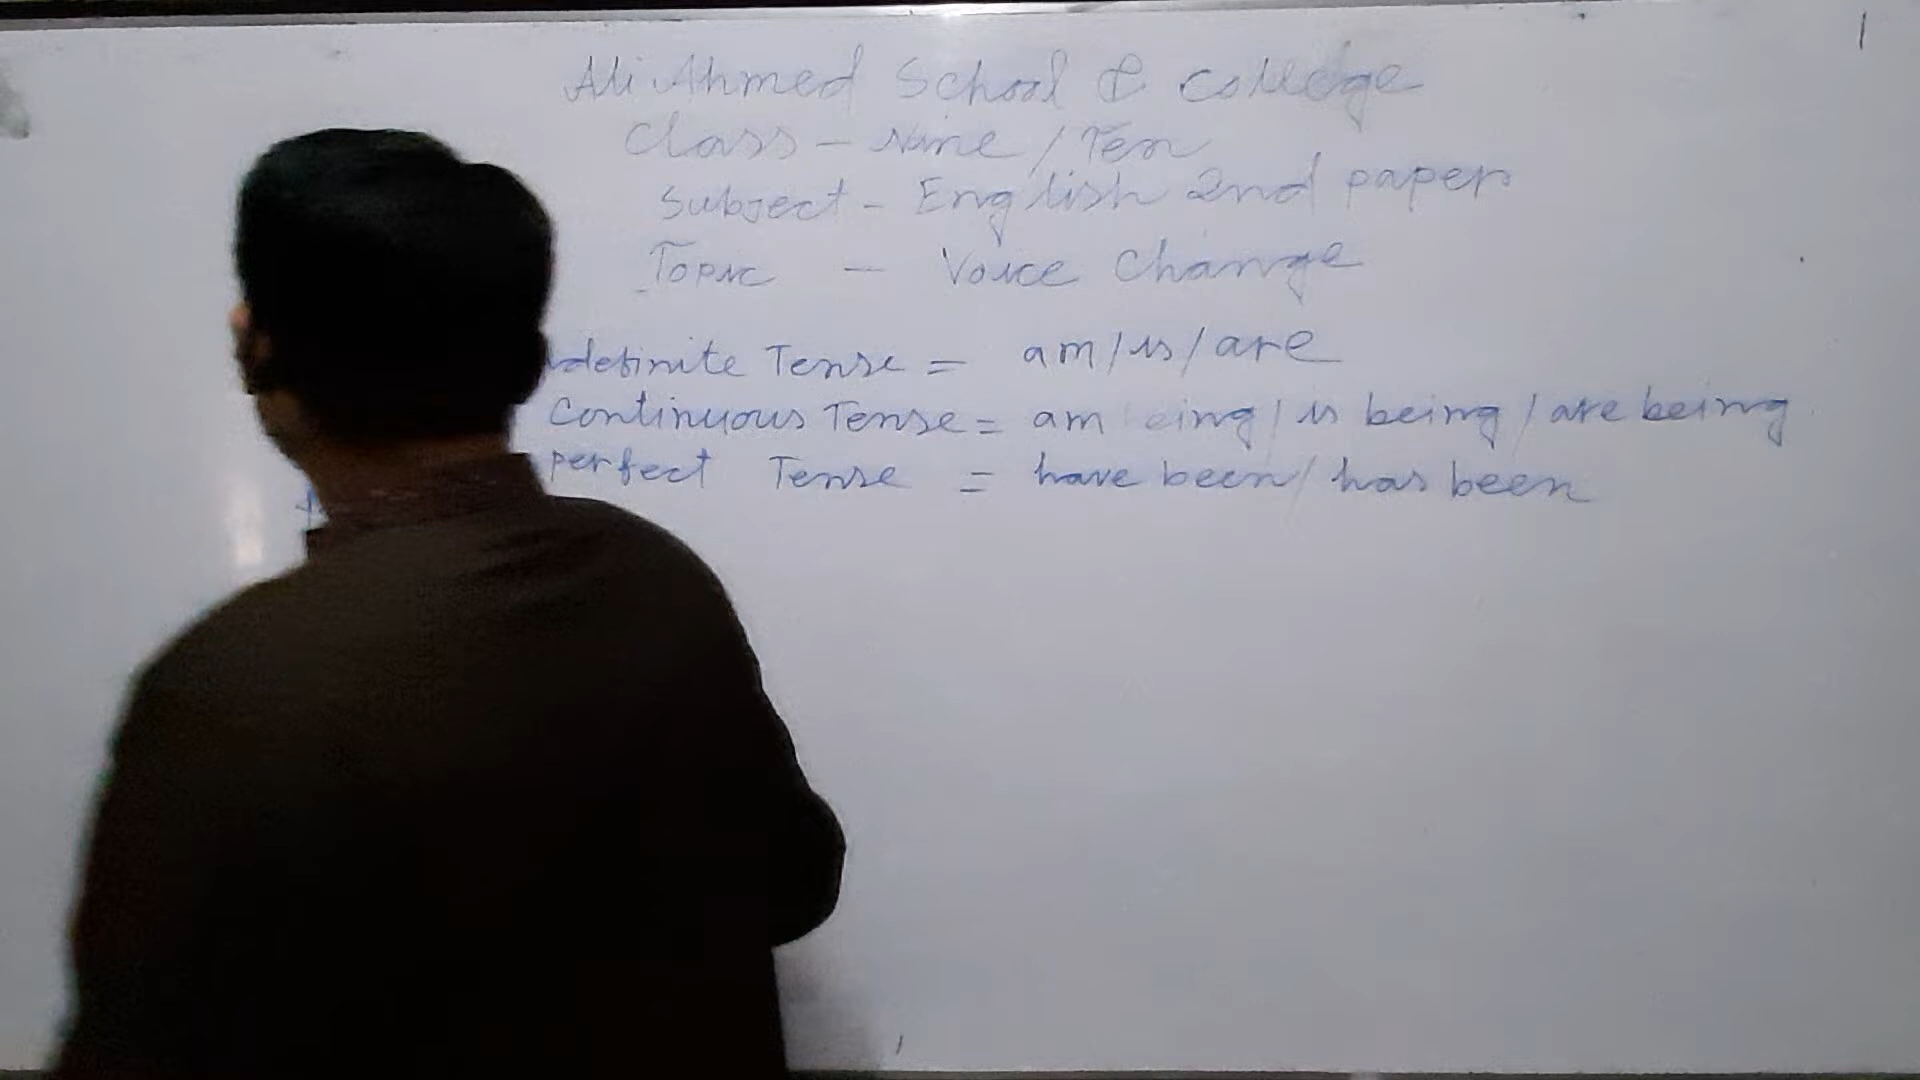 Ali Ahmed School & College
Class – Nine / Ten
Subject - English 2nd paper
Topic – Voice Change
definite Tense = am/is/are
Continuous Tense = am eing / is being / are being
perfect Tense = have been / has been